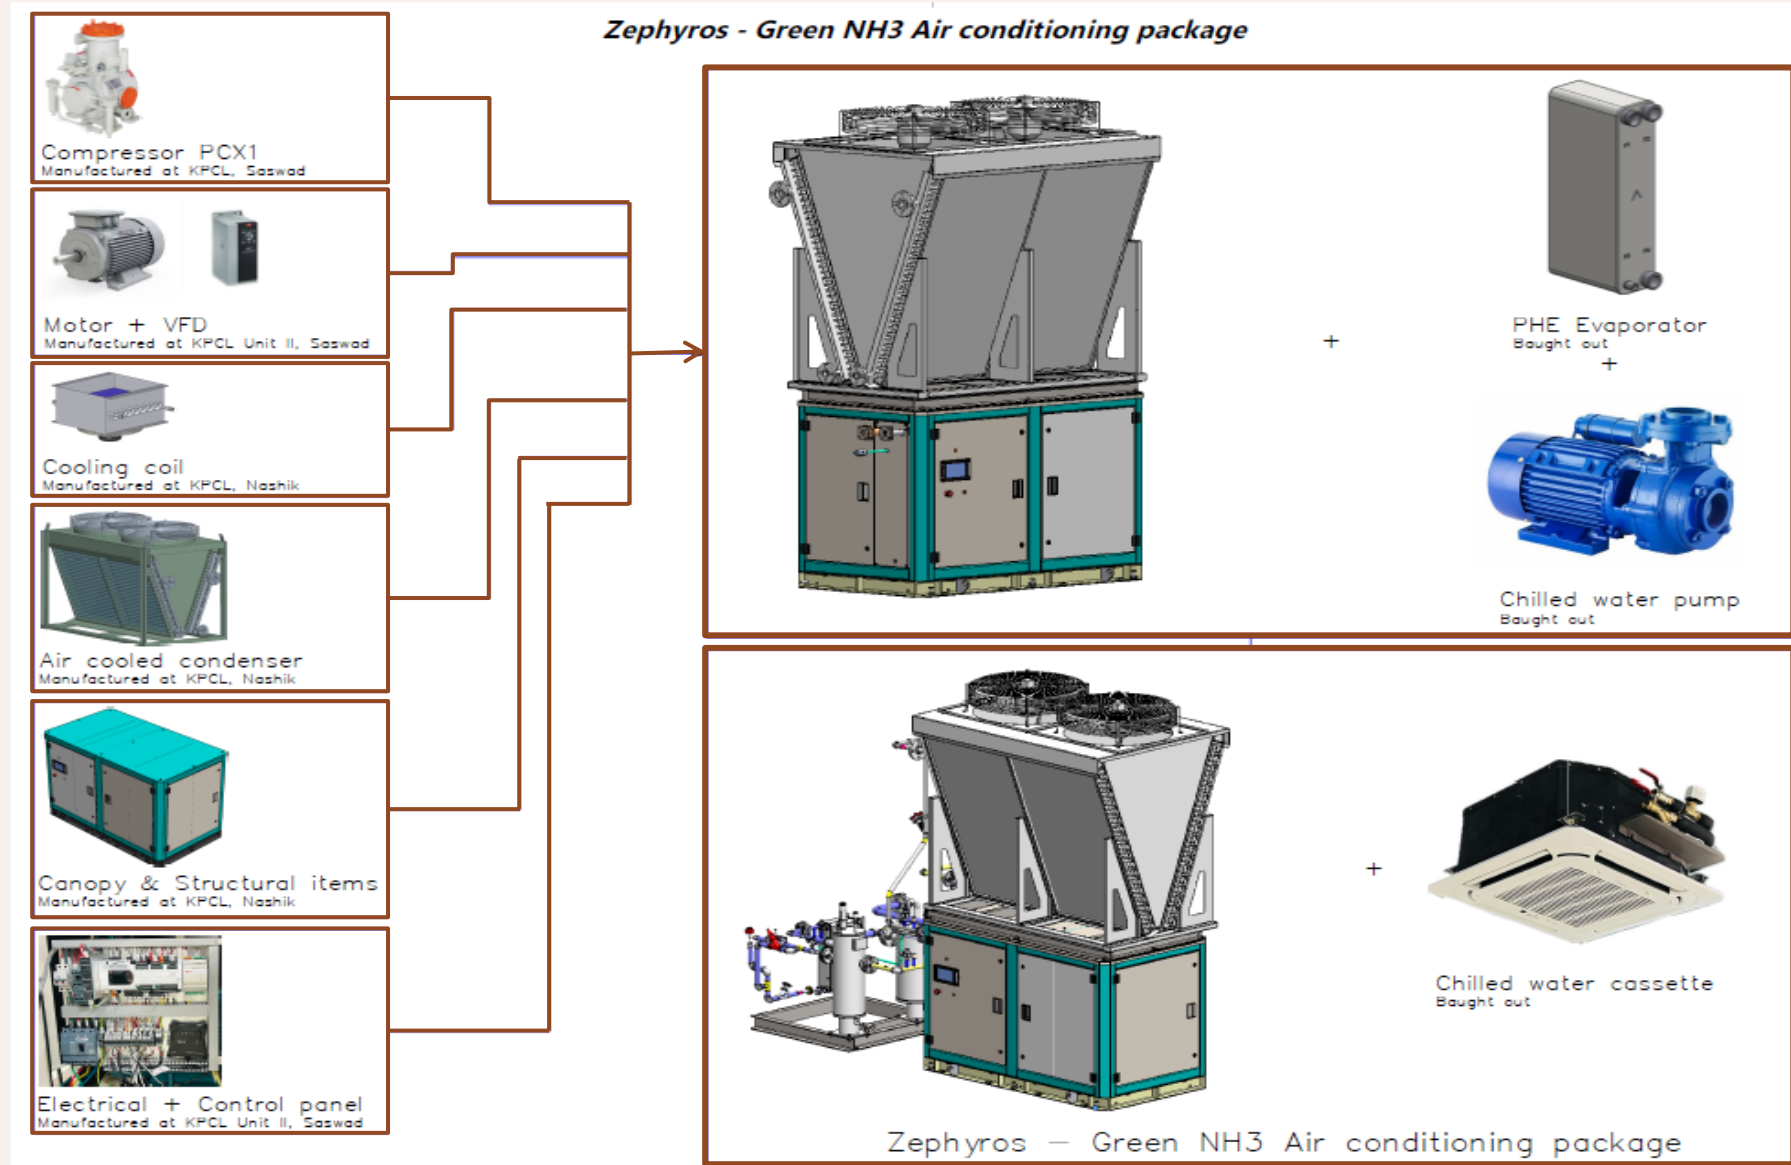 Zephyros - Green NH3 Air conditioning package
Compressor PCX1
Manufactured at KPCL, Saswad
Motor + VFD
Manufactured at KPCL Unit II, Saswad
Cooling coil
Manufactured at KPCL, Nashik
Air cooled condenser
Manufactured at KPCL, Nashik
Canopy & Structural items
Manufactured at KPCL, Nashik
Electrical + Control panel
Manufactured at KPCL Unit II, Saswad
+
PHE Evaporator
Baught out
+
Chilled water pump
Baught out
+
Chilled water cassette
Baught out
Zephyros – Green NH3 Air conditioning package